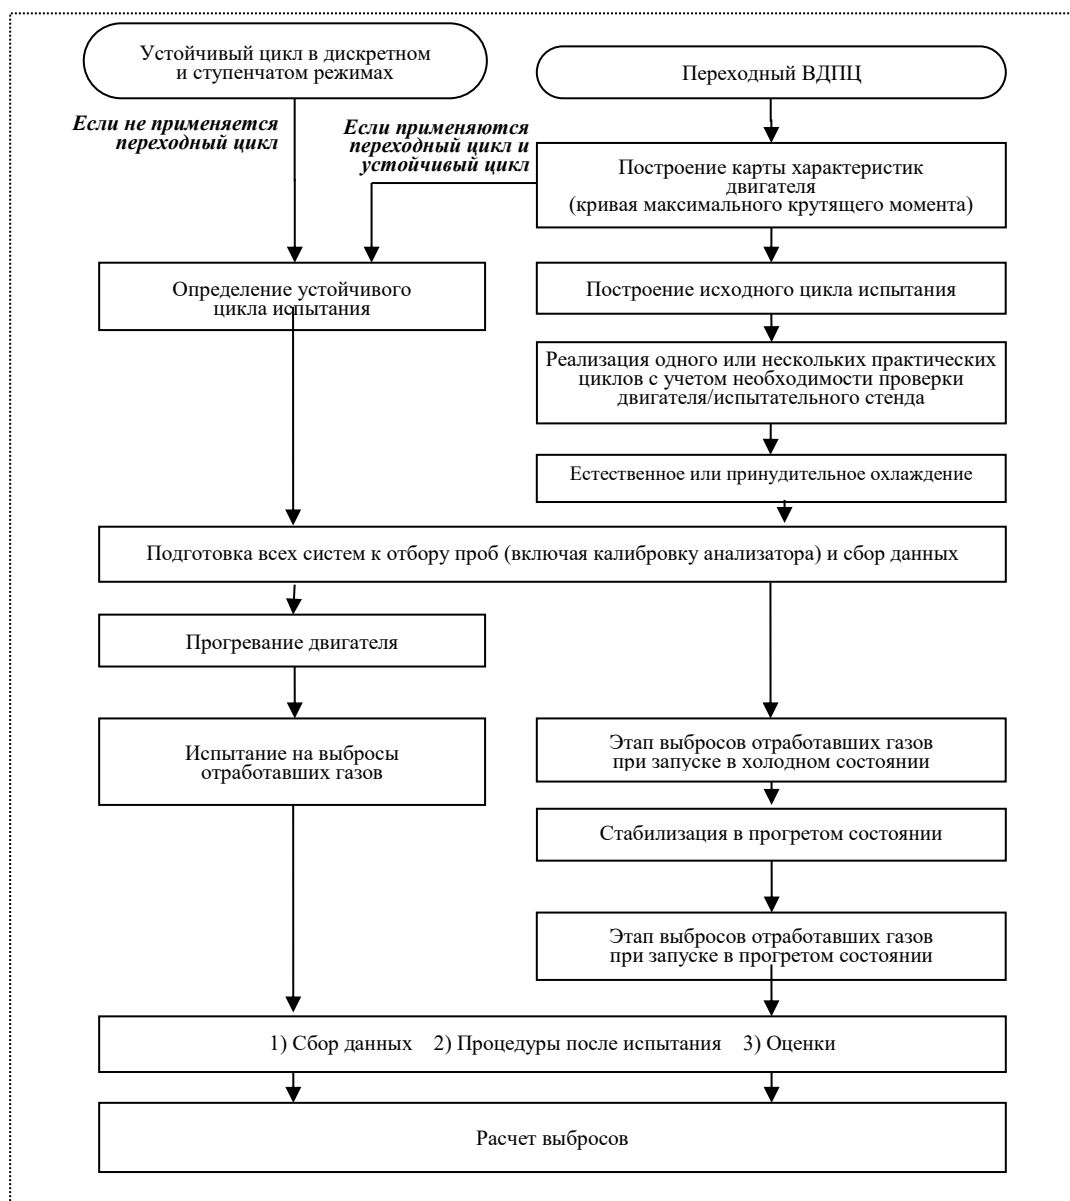 Устойчивый цикл в дискретном
и ступенчатом режимах
Переходный ВДПЦ
Если не применяется
переходный цикл
Если применяются
переходный цикл и
устойчивый цикл
Построение карты характеристик
двигателя
(кривая максимального крутящего момента)
Определение устойчивого
цикла испытания
Построение исходного цикла испытания
Реализация одного или нескольких практических
циклов с учетом необходимости проверки
двигателя/испытательного стенда
Естественное или принудительное охлаждение
Подготовка всех систем к отбору проб (включая калибровку анализатора) и сбор данных
Прогревание двигателя
Испытание на выбросы
отработавших газов
Этап выбросов отработавших газов
при запуске в холодном состоянии
Стабилизация в прогретом состоянии
Этап выбросов отработавших газов
при запуске в прогретом состоянии
1) Сбор данных 2) Процедуры после испытания 3) Оценки
Расчет выбросов